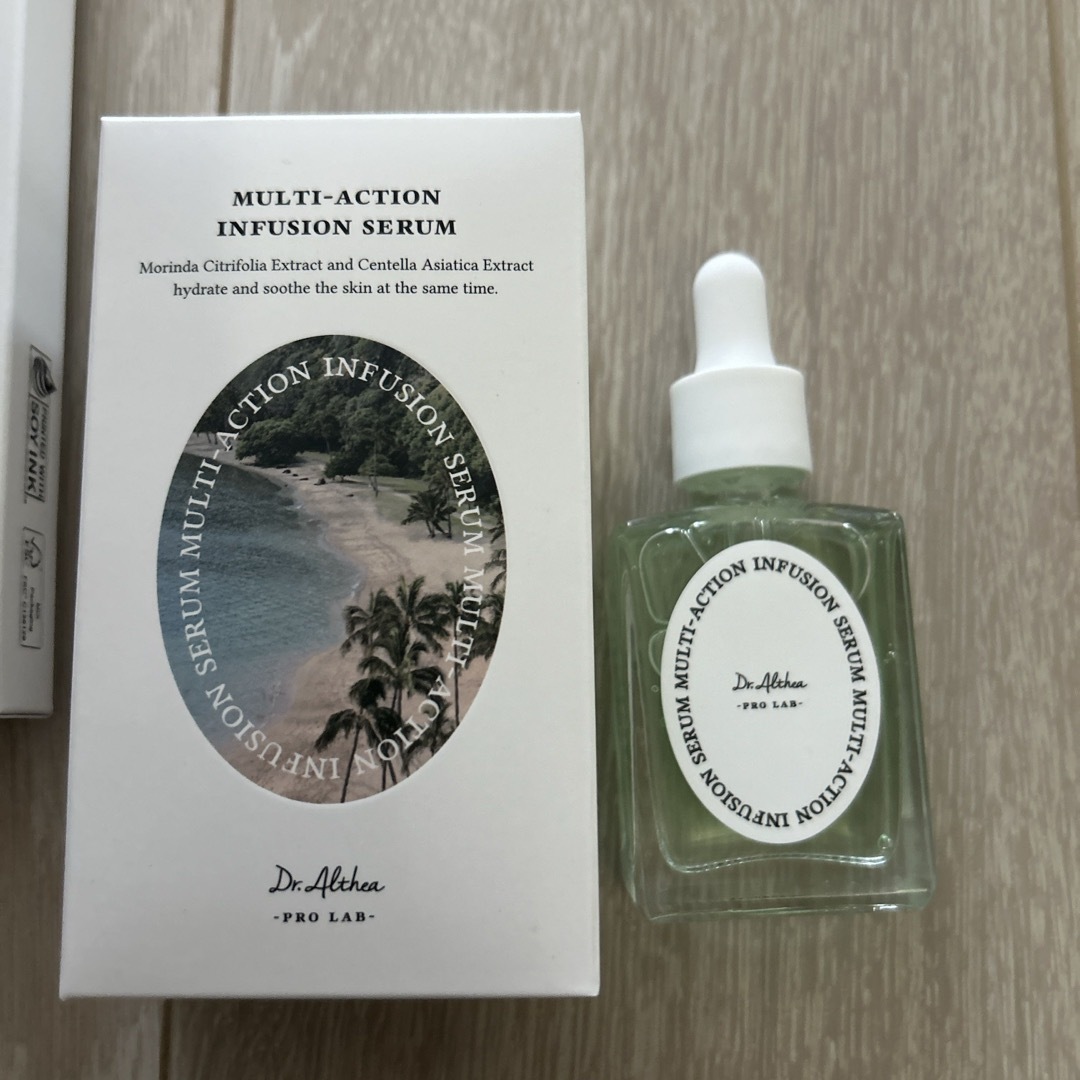 MULTI-ACTION
INFUSION SERUM
Morinda Citrifolia Extract and Centella Asiatica Extract
hydrate and soothe the skin at the same time.
MULTI-ACTION INFUSION SERUM MULTI-ACTION INFUSION SERUM
Dr. Althea
-PRO LAB-
MULTI-ACTION INFUSION SERUM MULTI-ACTION INFUSION SERUM
Dr. Althea
-PRO LAB-
PRINTED WITH
SOY INK